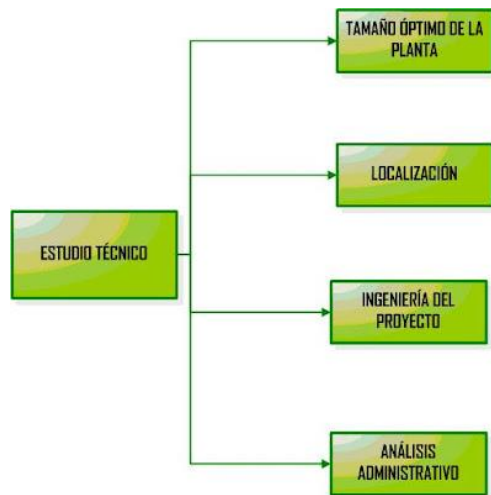 TAMAÑO ÓPTIMO DE LA
PLANTA
LOCALIZACIÓN
ESTUDIO TÉCNICO
INGENIERÍA DEL
PROYECTO
ANÁLISIS
ADMINISTRATIVO